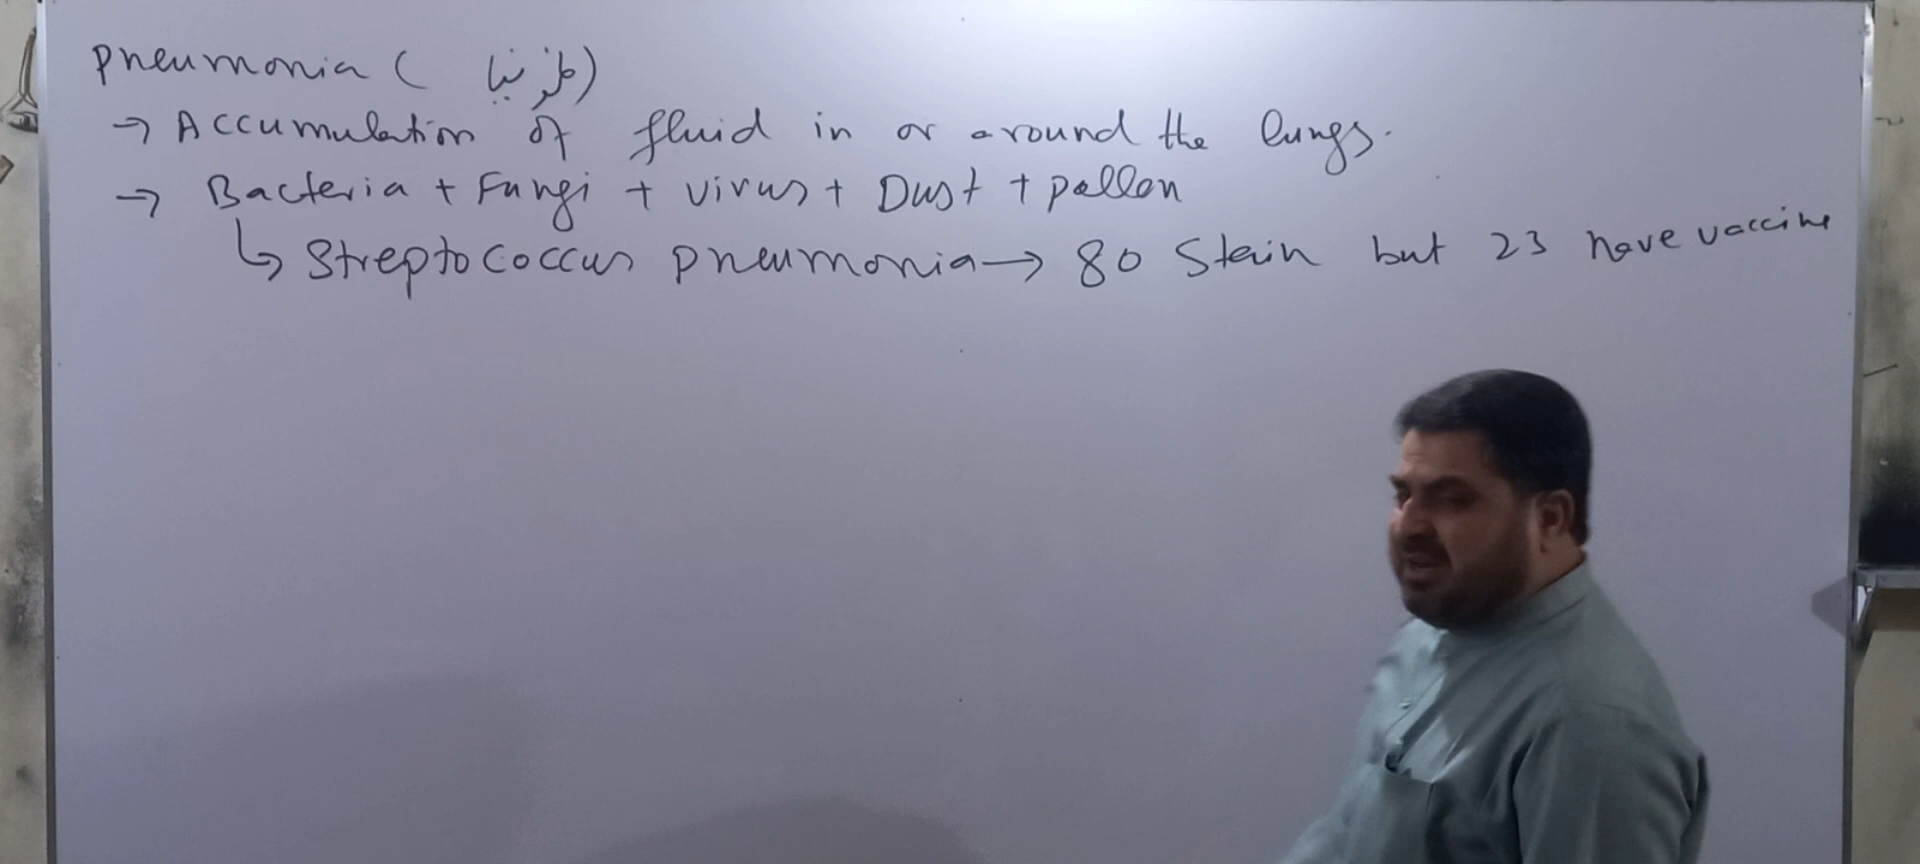 Pneumonia (
→ Accumulation of fluid in or around the lungs.
→ Bacteria + Fungi + virus + Dust + pollen
↳ Streptococcus pneumonia → 80 Stain but 23 have vaccine